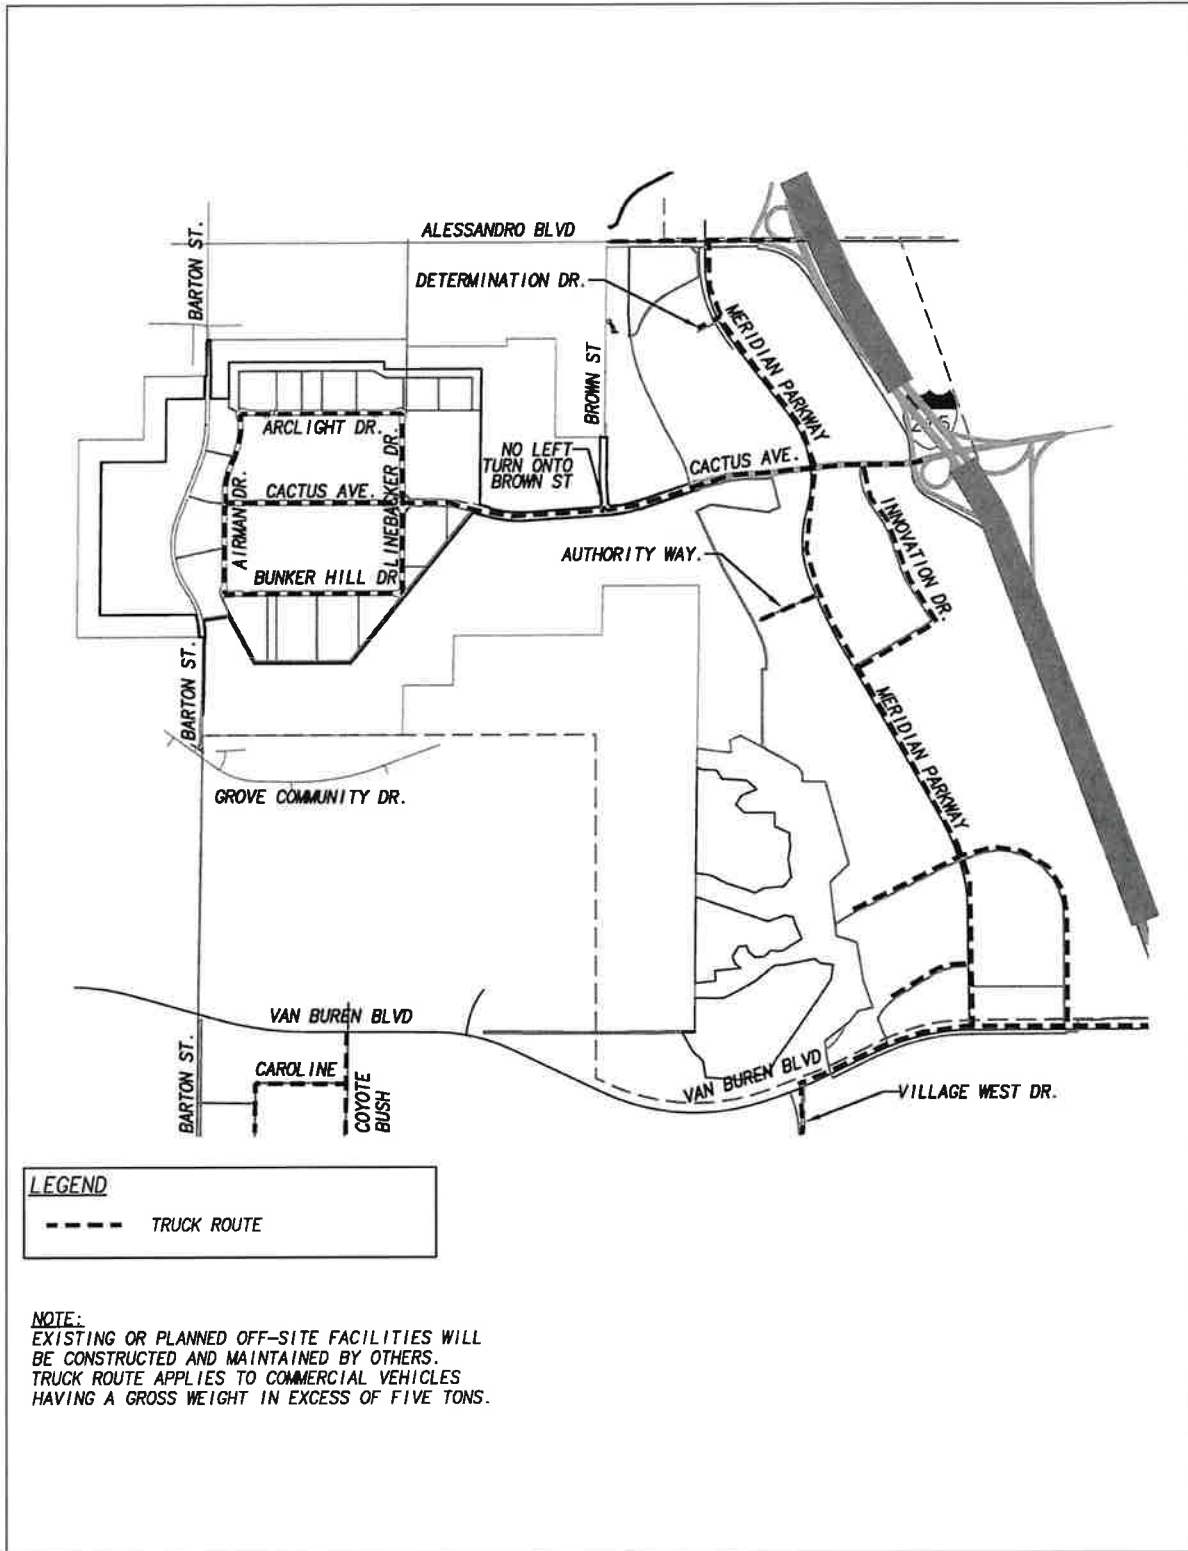 ALESSANDRO BLVD
BARTON ST.
DETERMINATION DR.
MERIDIAN PARKWAY
BROWN ST
ARCLIGHT DR.
NO LEFT
TURN ONTO
BROWN ST
CACTUS AVE.
CACTUS AVE.
AIRMAN DR.
LINEBACKER DR.
INNOVATION DR.
AUTHORITY WAY.
BUNKER HILL DR
BARTON ST.
MERIDIAN PARKWAY
GROVE COMMUNITY DR.
VAN BUREN BLVD
BARTON ST.
CAROLINE
COYOTE
BUSH
VAN BUREN BLVD
VILLAGE WEST DR.
LEGEND
TRUCK ROUTE
NOTE:
EXISTING OR PLANNED OFF-SITE FACILITIES WILL
BE CONSTRUCTED AND MAINTAINED BY OTHERS.
TRUCK ROUTE APPLIES TO COMMERCIAL VEHICLES
HAVING A GROSS WEIGHT IN EXCESS OF FIVE TONS.